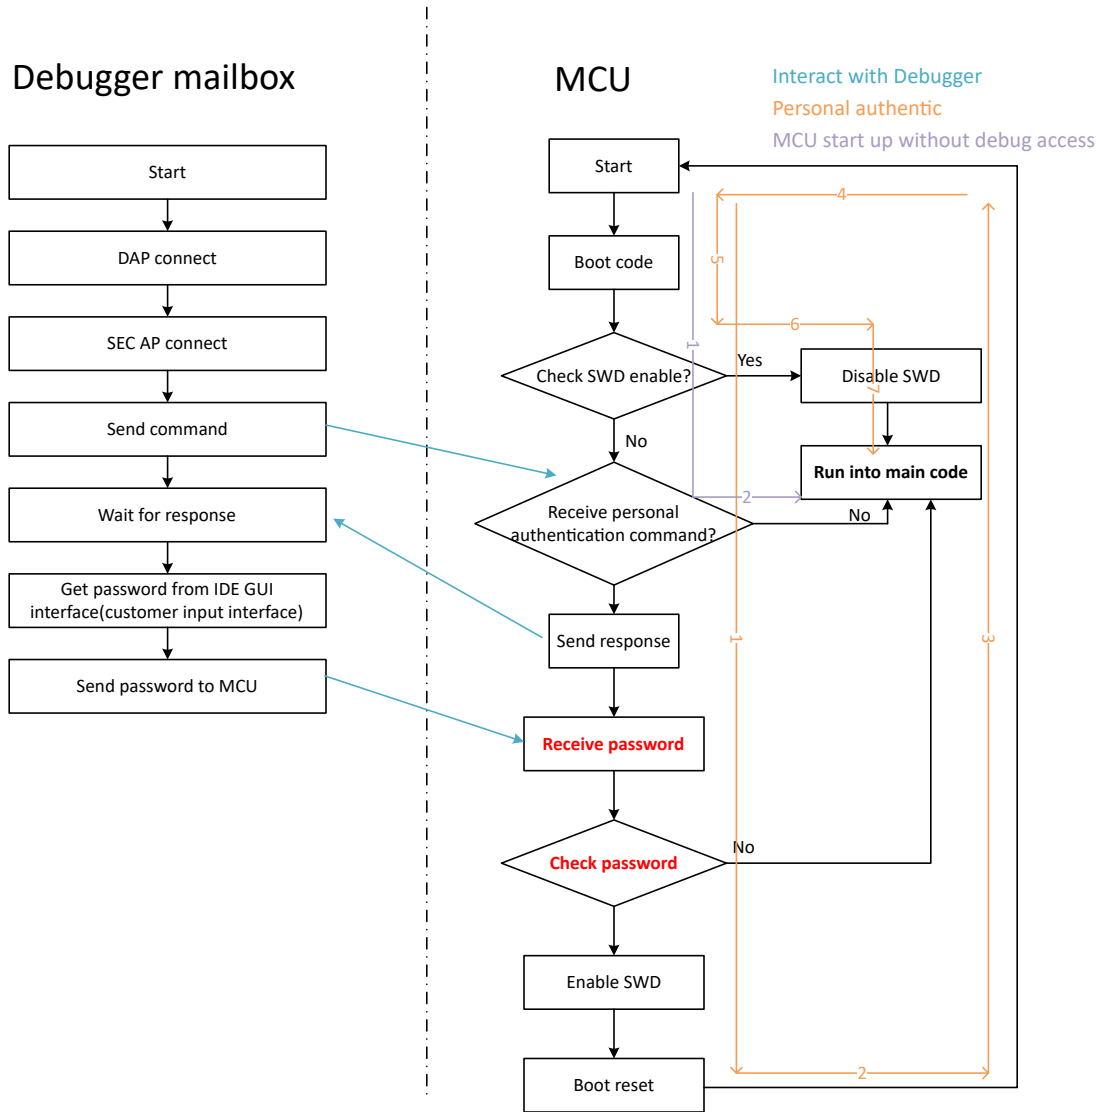 Debugger mailbox
Start
DAP connect
SEC AP connect
Send command
Wait for response
Get password from IDE GUI
interface(customer input interface)
Send password to MCU
MCU
Interact with Debugger
Personal authentic
MCU start up without debug access
Start
4
Boot code
5
6
1
Check SWD enable?
Yes
Disable SWD
7
No
Run into main code
2
Receive personal
authentication command?
No
Send response
1
3
Receive password
Check password
No
Enable SWD
Boot reset
2